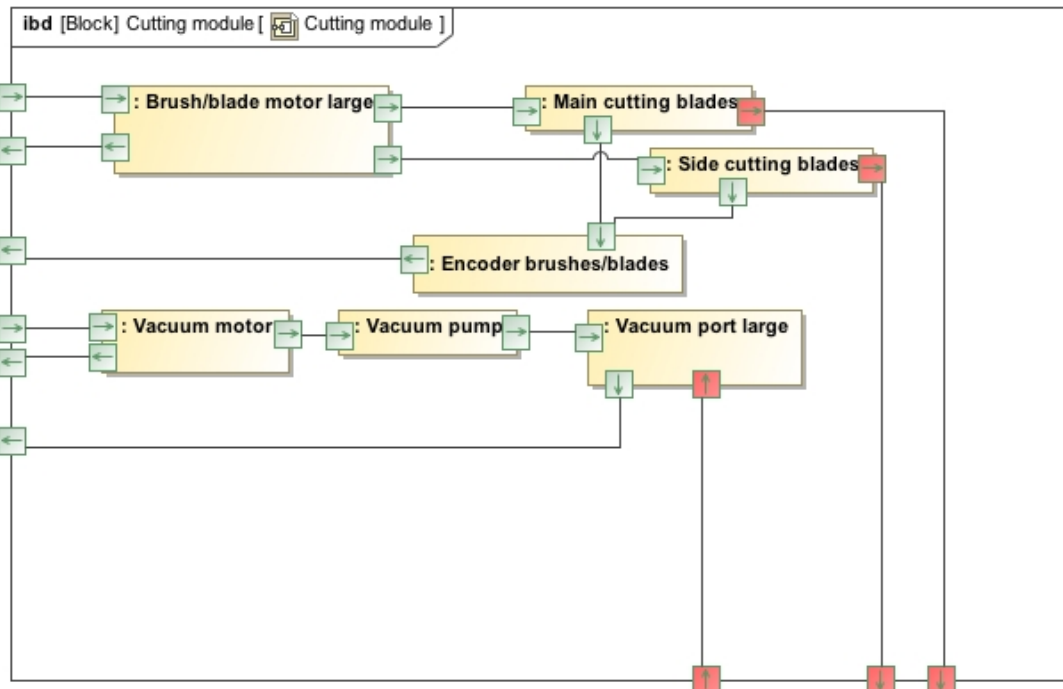 ibd [Block] Cutting module [ Cutting module ]
: Brush/blade motor large
: Main cutting blades
: Side cutting blades
: Encoder brushes/blades
: Vacuum motor
: Vacuum pump
: Vacuum port large